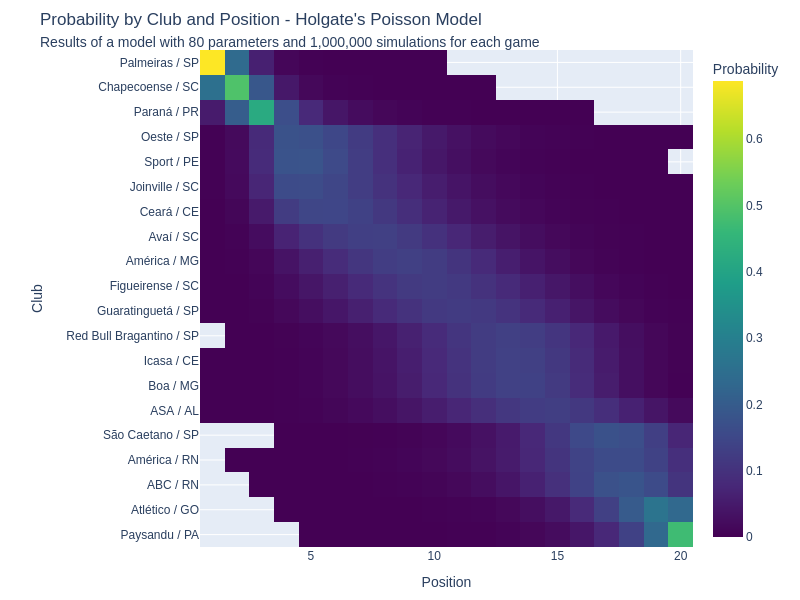 Probability by Club and Position - Holgate's Poisson Model
Results of a model with 80 parameters and 1,000,000 simulations for each game
Probability
Palmeiras / SP
Chapecoense / SC
Paraná / PR
Oeste / SP
Sport / PE
Joinville / SC
Ceará / CE
Avaí / SC
América / MG
Figueirense / SC
Guaratinguetá / SP
Red Bull Bragantino / SP
Icasa / CE
Boa / MG
ASA / AL
São Caetano / SP
América / RN
ABC / RN
Atlético / GO
Paysandu / PA
Club
5
10
15
20
Position
0.6
0.5
0.4
0.3
0.2
0.1
0